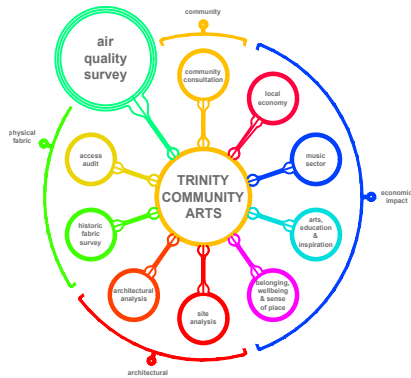 community
air
quality
survey
community
consultation
local
economy
physical
fabric
access
audit
music
sector
TRINITY
COMMUNITY
ARTS
economic
impact
historic
fabric
survey
arts,
education
&
inspiration
architectural
analysis
site
analysis
belonging,
wellbeing
& sense
of place
architectural